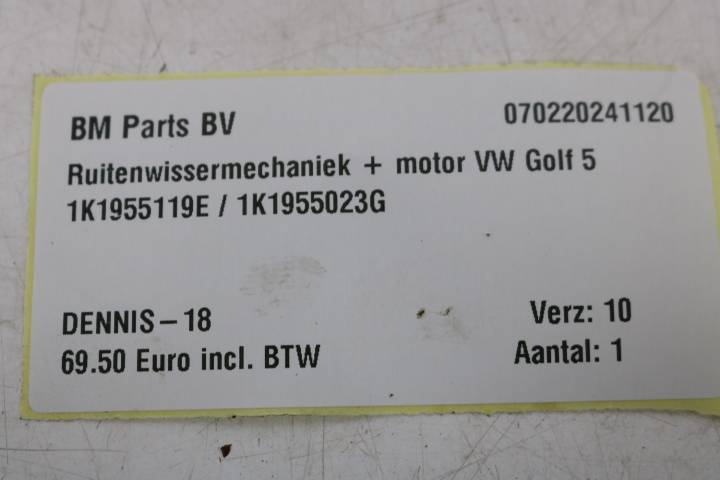 BM Parts BV 070220241120
Ruitenwissermechaniek + motor VW Golf 5
1K1955119E / 1K1955023G
DENNIS-18 Verz: 10
69.50 Euro incl. BTW Aantal: 1